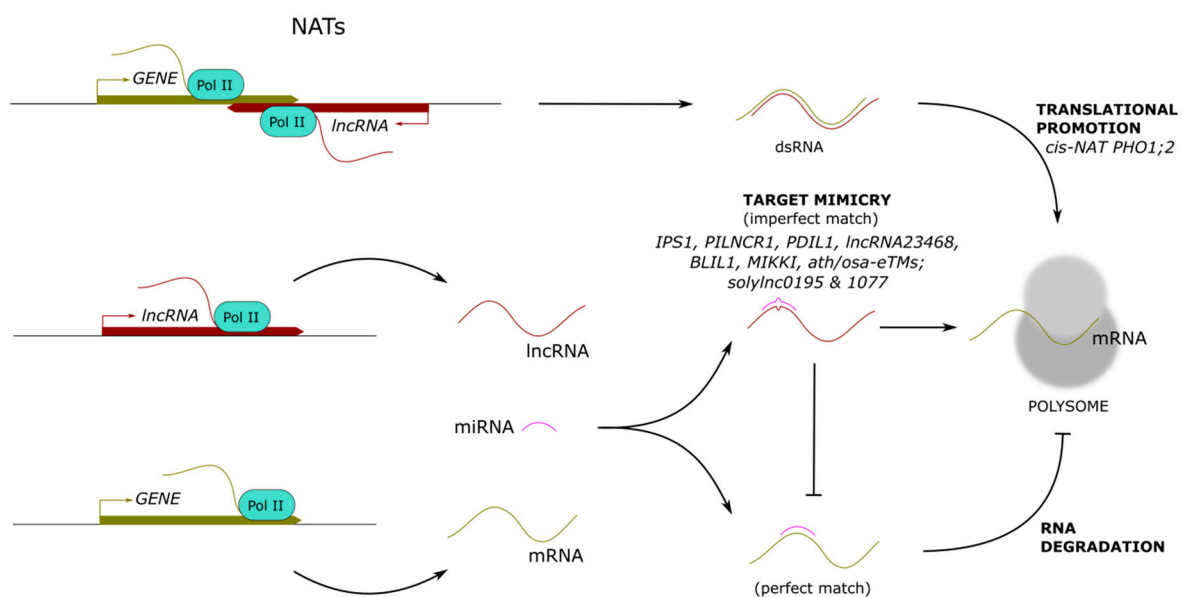 NATs
GENE
Pol II
Pol II
lncRNA
dsRNA
TRANSLATIONAL
PROMOTION
cis-NAT PHO1;2
TARGET MIMICRY
(imperfect match)
IPS1, PILNCR1, PDIL1, lncRNA23468,
BLIL1, MIKKI, ath/osa-eTMs;
solylnc0195 & 1077
lncRNA
Pol II
lncRNA
mRNA
POLYSOME
miRNA
GENE
Pol II
mRNA
(perfect match)
RNA
DEGRADATION